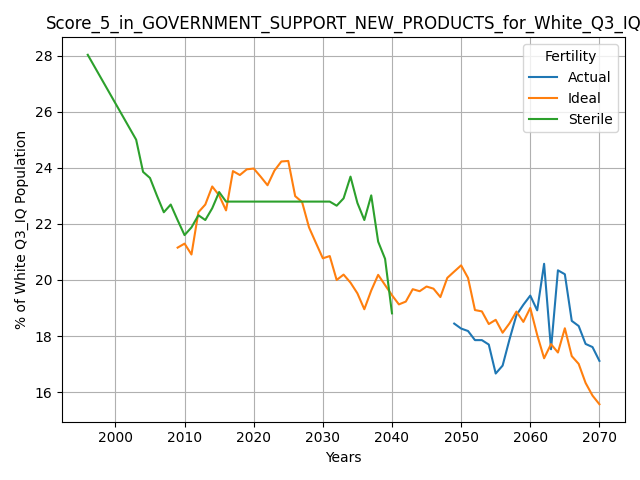 Score_5_in_GOVERNMENT_SUPPORT_NEW_PRODUCTS_for_White_Q3_IQ
Fertility
Actual
Ideal
Sterile
% of White Q3_IQ Population
28
26
24
22
20
18
16
2000 2010 2020 2030 2040 2050 2060 2070
Years